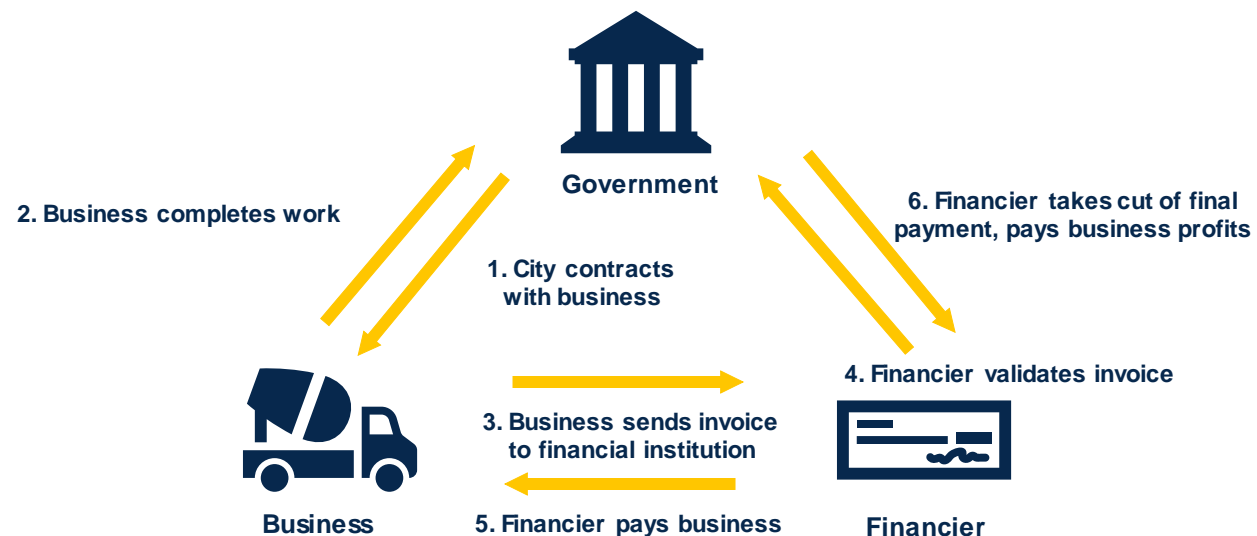 Government
2. Business completes work
6. Financier takes cut of final
payment, pays business profits
1. City contracts
with business
4. Financier validates invoice
3. Business sends invoice
to financial institution
Business
5. Financier pays business
Financier